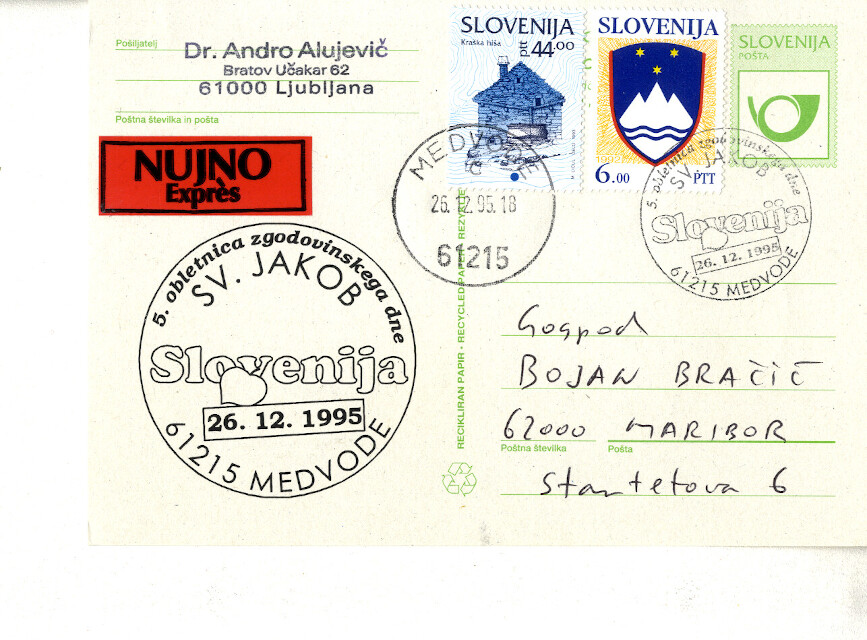 Pošiljatelj
Dr. Andro Alujevič
Bratov Učakar 62
61000 Ljubljana
Poštna številka in pošta
NUJNO
Exprès
SLOVENIJA
Kraška hiša
ptt 44.00
SLOVENIJA
1992
6.00 PTT
SLOVENIJA
POŠTA
MEDVODE
26.12.95.18
61215
5. obletnica zgodovinskega dne
SV. JAKOB
Slovenija
26. 12. 1995
61215 MEDVODE
5. obletnica zgodovinskega dne
SV. JAKOB
Slovenija
26. 12. 1995
61215 MEDVODE
RECIKLIRAN PAPIR • RECYCLED PAPER
Gospod
BOJAN BRAČIČ
62000 MARIBOR
Poštna številka Pošta
Stantetova 6